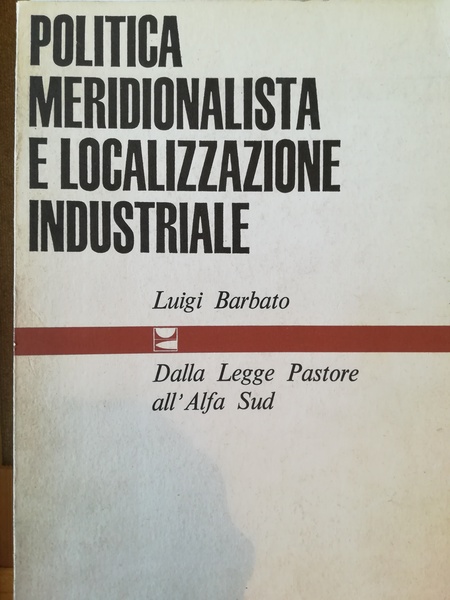 POLITICA
MERIDIONALISTA
E LOCALIZZAZIONE
INDUSTRIALE
Luigi Barbato
Dalla Legge Pastore
all'Alfa Sud